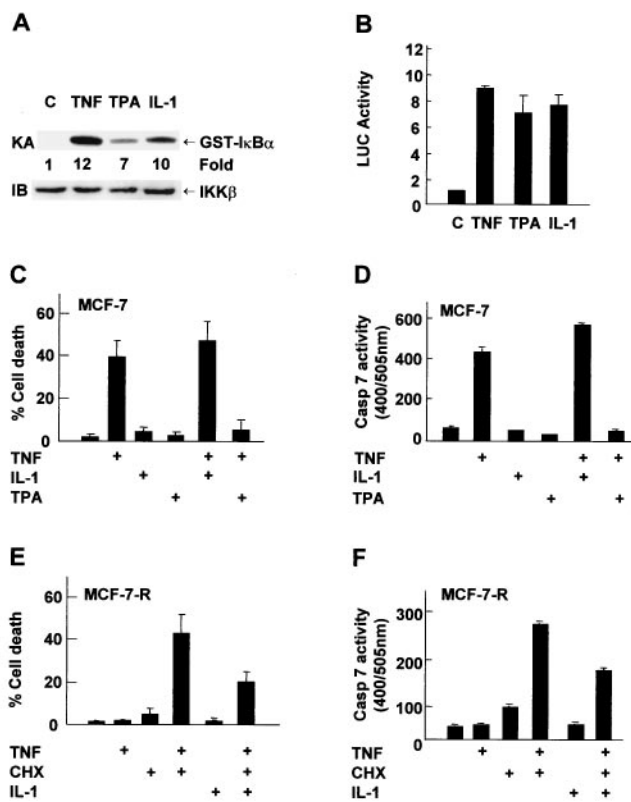 A
C TNF TPA IL-1
KA ← GST-IκBα
1 12 7 10 Fold
IB ← IKKβ
B
LUC Activity
12
10
8
6
4
2
0
C TNF TPA IL-1
C
MCF-7
% Cell death
60
40
20
0
TNF + + +
IL-1 + +
TPA + +
D
MCF-7
Casp 7 activity
(400/505nm)
600
400
200
0
TNF + + +
IL-1 + +
TPA + +
E
MCF-7-R
% Cell death
60
40
20
0
TNF + + +
CHX + + +
IL-1 + +
F
MCF-7-R
Casp 7 activity
(400/505nm)
300
200
100
0
TNF + + +
CHX + + +
IL-1 + +